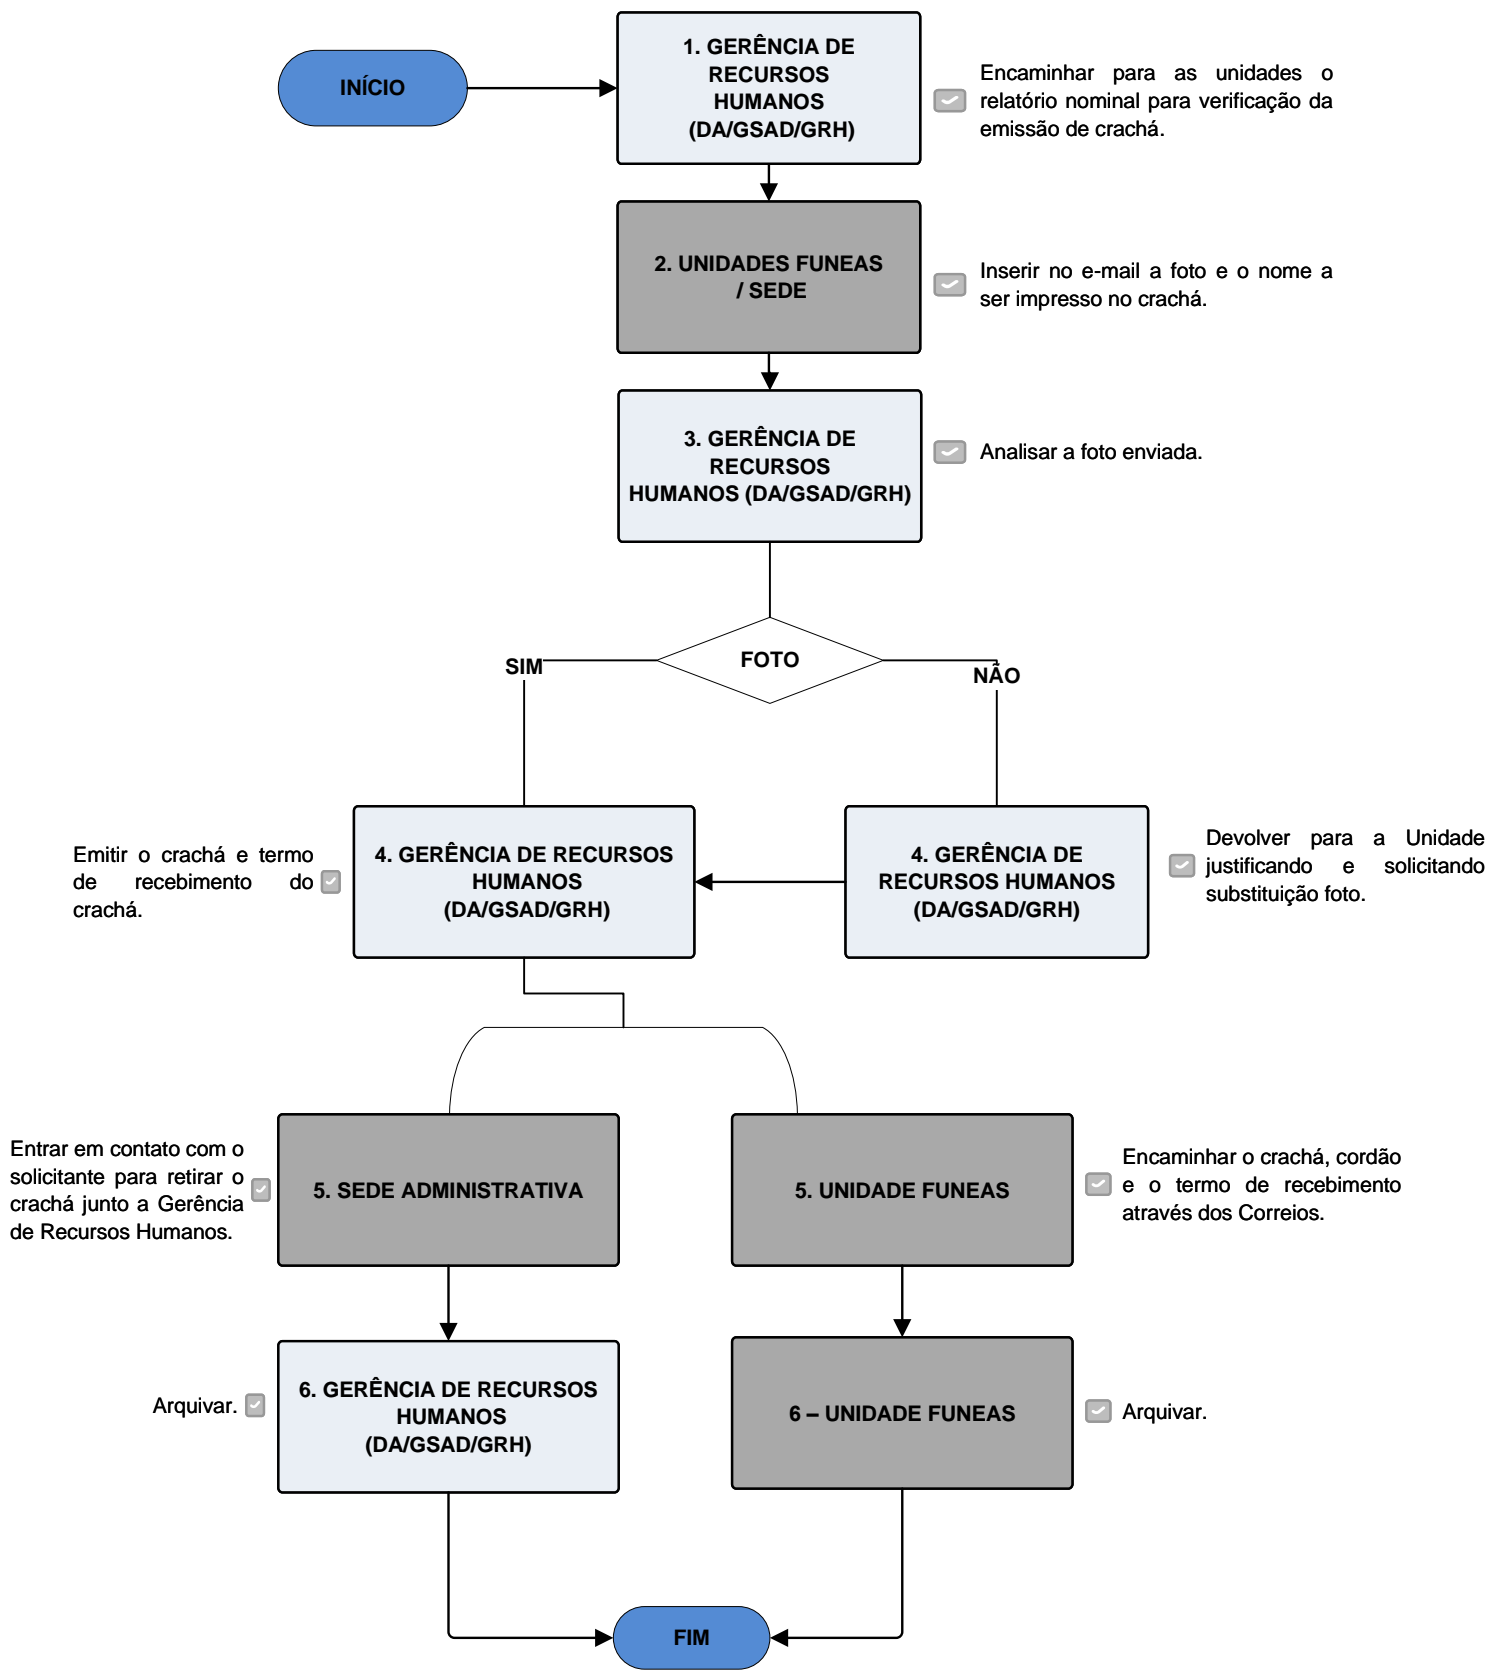 INÍCIO
1. GERÊNCIA DE
RECURSOS
HUMANOS
(DA/GSAD/GRH)
Encaminhar para as unidades o
relatório nominal para verificação da
emissão de crachá.
2. UNIDADES FUNEAS
/ SEDE
Inserir no e-mail a foto e o nome a
ser impresso no crachá.
3. GERÊNCIA DE
RECURSOS
HUMANOS (DA/GSAD/GRH)
Analisar a foto enviada.
FOTO
SIM
NÃO
Emitir o crachá e termo
de recebimento do
crachá.
4. GERÊNCIA DE RECURSOS
HUMANOS
(DA/GSAD/GRH)
4. GERÊNCIA DE
RECURSOS HUMANOS
(DA/GSAD/GRH)
Devolver para a Unidade
justificando e solicitando
substituição foto.
Entrar em contato com o
solicitante para retirar o
crachá junto a Gerência
de Recursos Humanos.
5. SEDE ADMINISTRATIVA
5. UNIDADE FUNEAS
Encaminhar o crachá, cordão
e o termo de recebimento
através dos Correios.
Arquivar.
6. GERÊNCIA DE RECURSOS
HUMANOS
(DA/GSAD/GRH)
6 – UNIDADE FUNEAS
Arquivar.
FIM